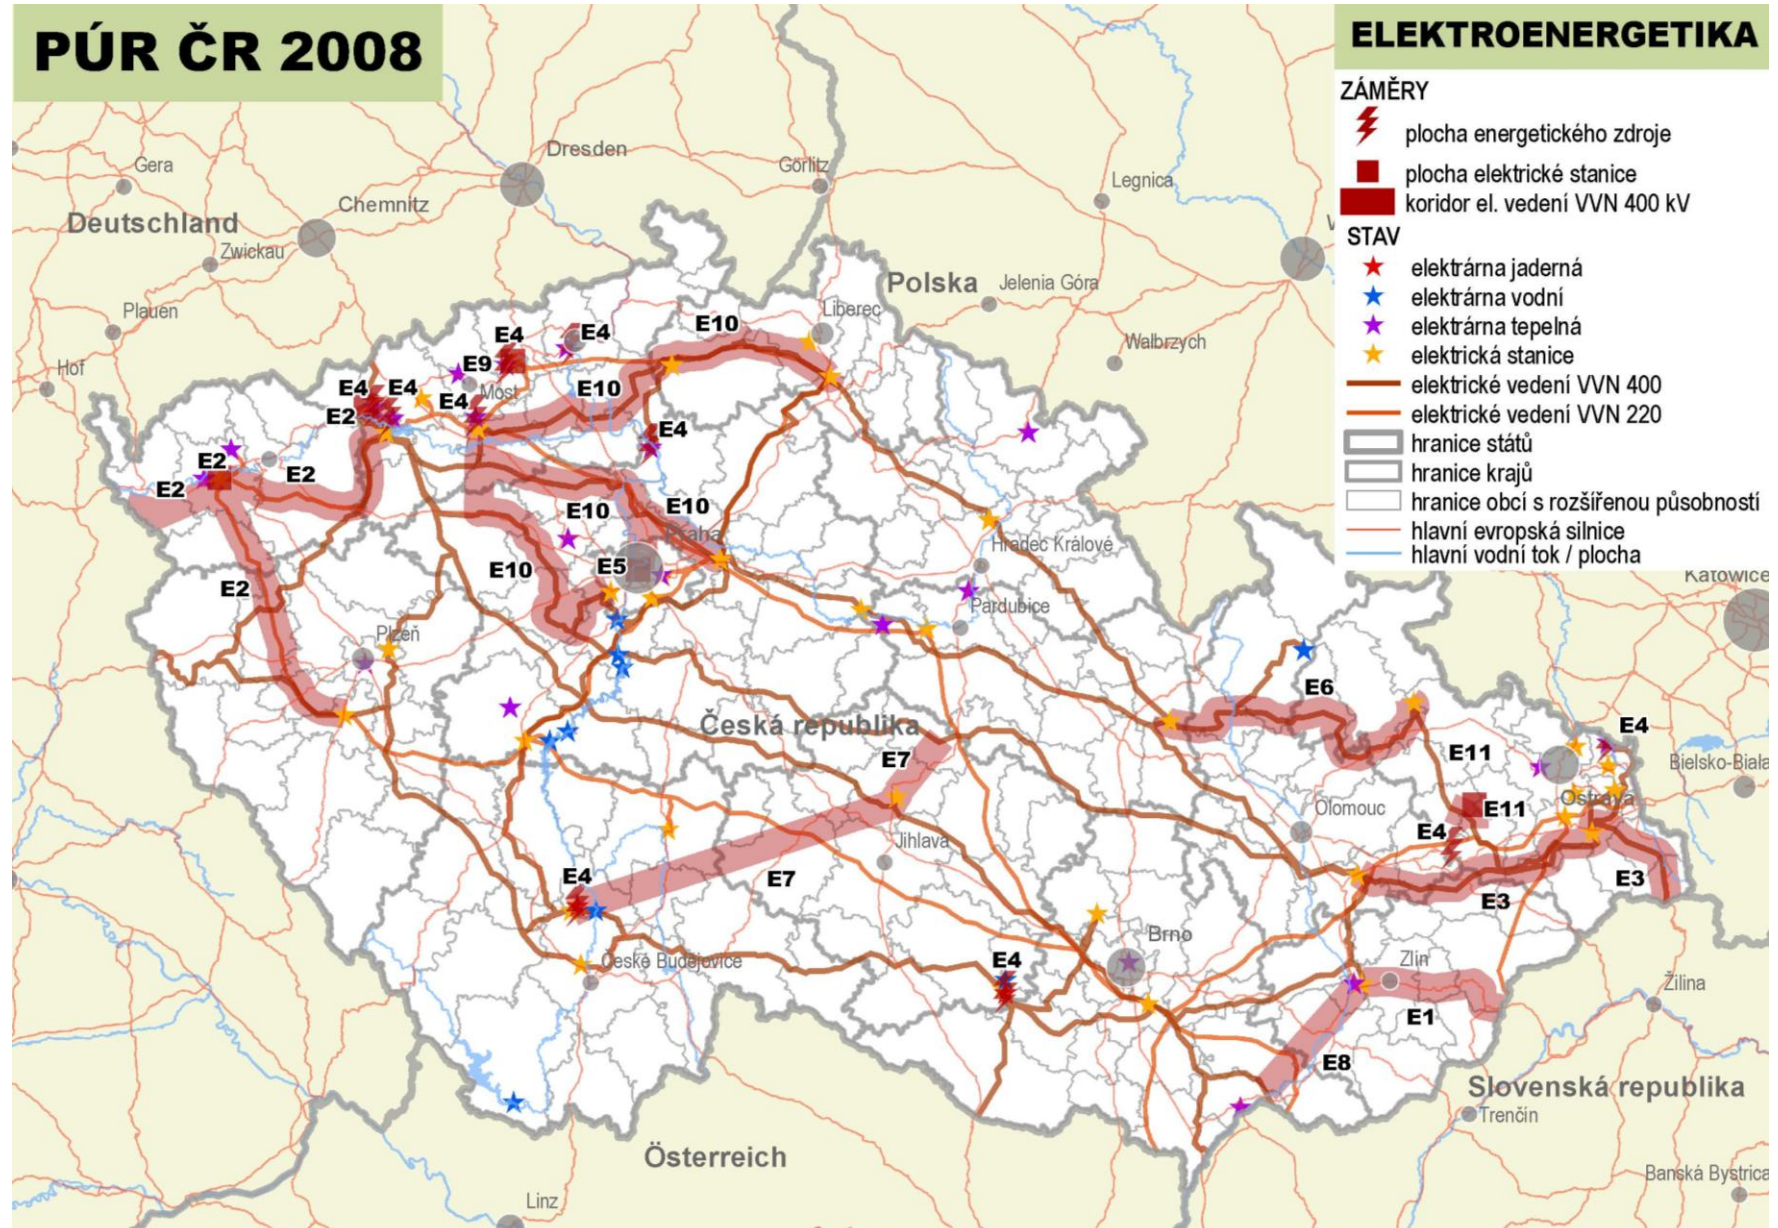 PÚR ČR 2008
ELEKTROENERGETIKA
ZÁMĚRY
plocha energetického zdroje
plocha elektrické stanice
koridor el. vedení VVN 400 kV
STAV
elektrárna jaderná
elektrárna vodní
elektrárna tepelná
elektrická stanice
elektrické vedení VVN 400
elektrické vedení VVN 220
hranice států
hranice krajů
hranice obcí s rozšířenou působností
hlavní evropská silnice
hlavní vodní tok / plocha
Dresden
Gera
Görlitz
Legnica
Chemnitz
Deutschland
Zwickau
Polska
Jelenia Góra
Plauen
Liberec
E10
E4
E4
Walbrzych
Hof
E9
Most
E4
E4
E10
E4
E2
E4
E2
E2
E2
E10
E10
Praha
Hradec Králové
E10
E5
Katowice
E2
Pardubice
Plzeň
E6
Česká republika
E4
E7
E11
Bielsko-Biala
Ostrava
E11
Olomouc
E4
Jihlava
E4
E7
E3
E3
Brno
České Budějovice
E4
Zlín
Žilina
E1
E8
Slovenská republika
Trenčín
Österreich
Banská Bystrica
Linz